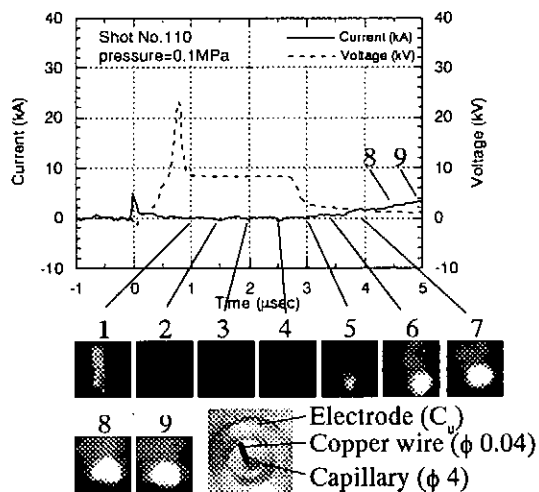 40
30
20
10
0
-10
Current (kA)
Shot No.110
pressure=0.1MPa
Current (kA)
Voltage (kV)
8 9
40
30
20
10
0
-10
Voltage (kV)
-1 0 1 2 3 4 5
Time (μsec)
1 2 3 4 5 6 7
8 9
Electrode (Cu)
Copper wire (ϕ 0.04)
Capillary (ϕ 4)